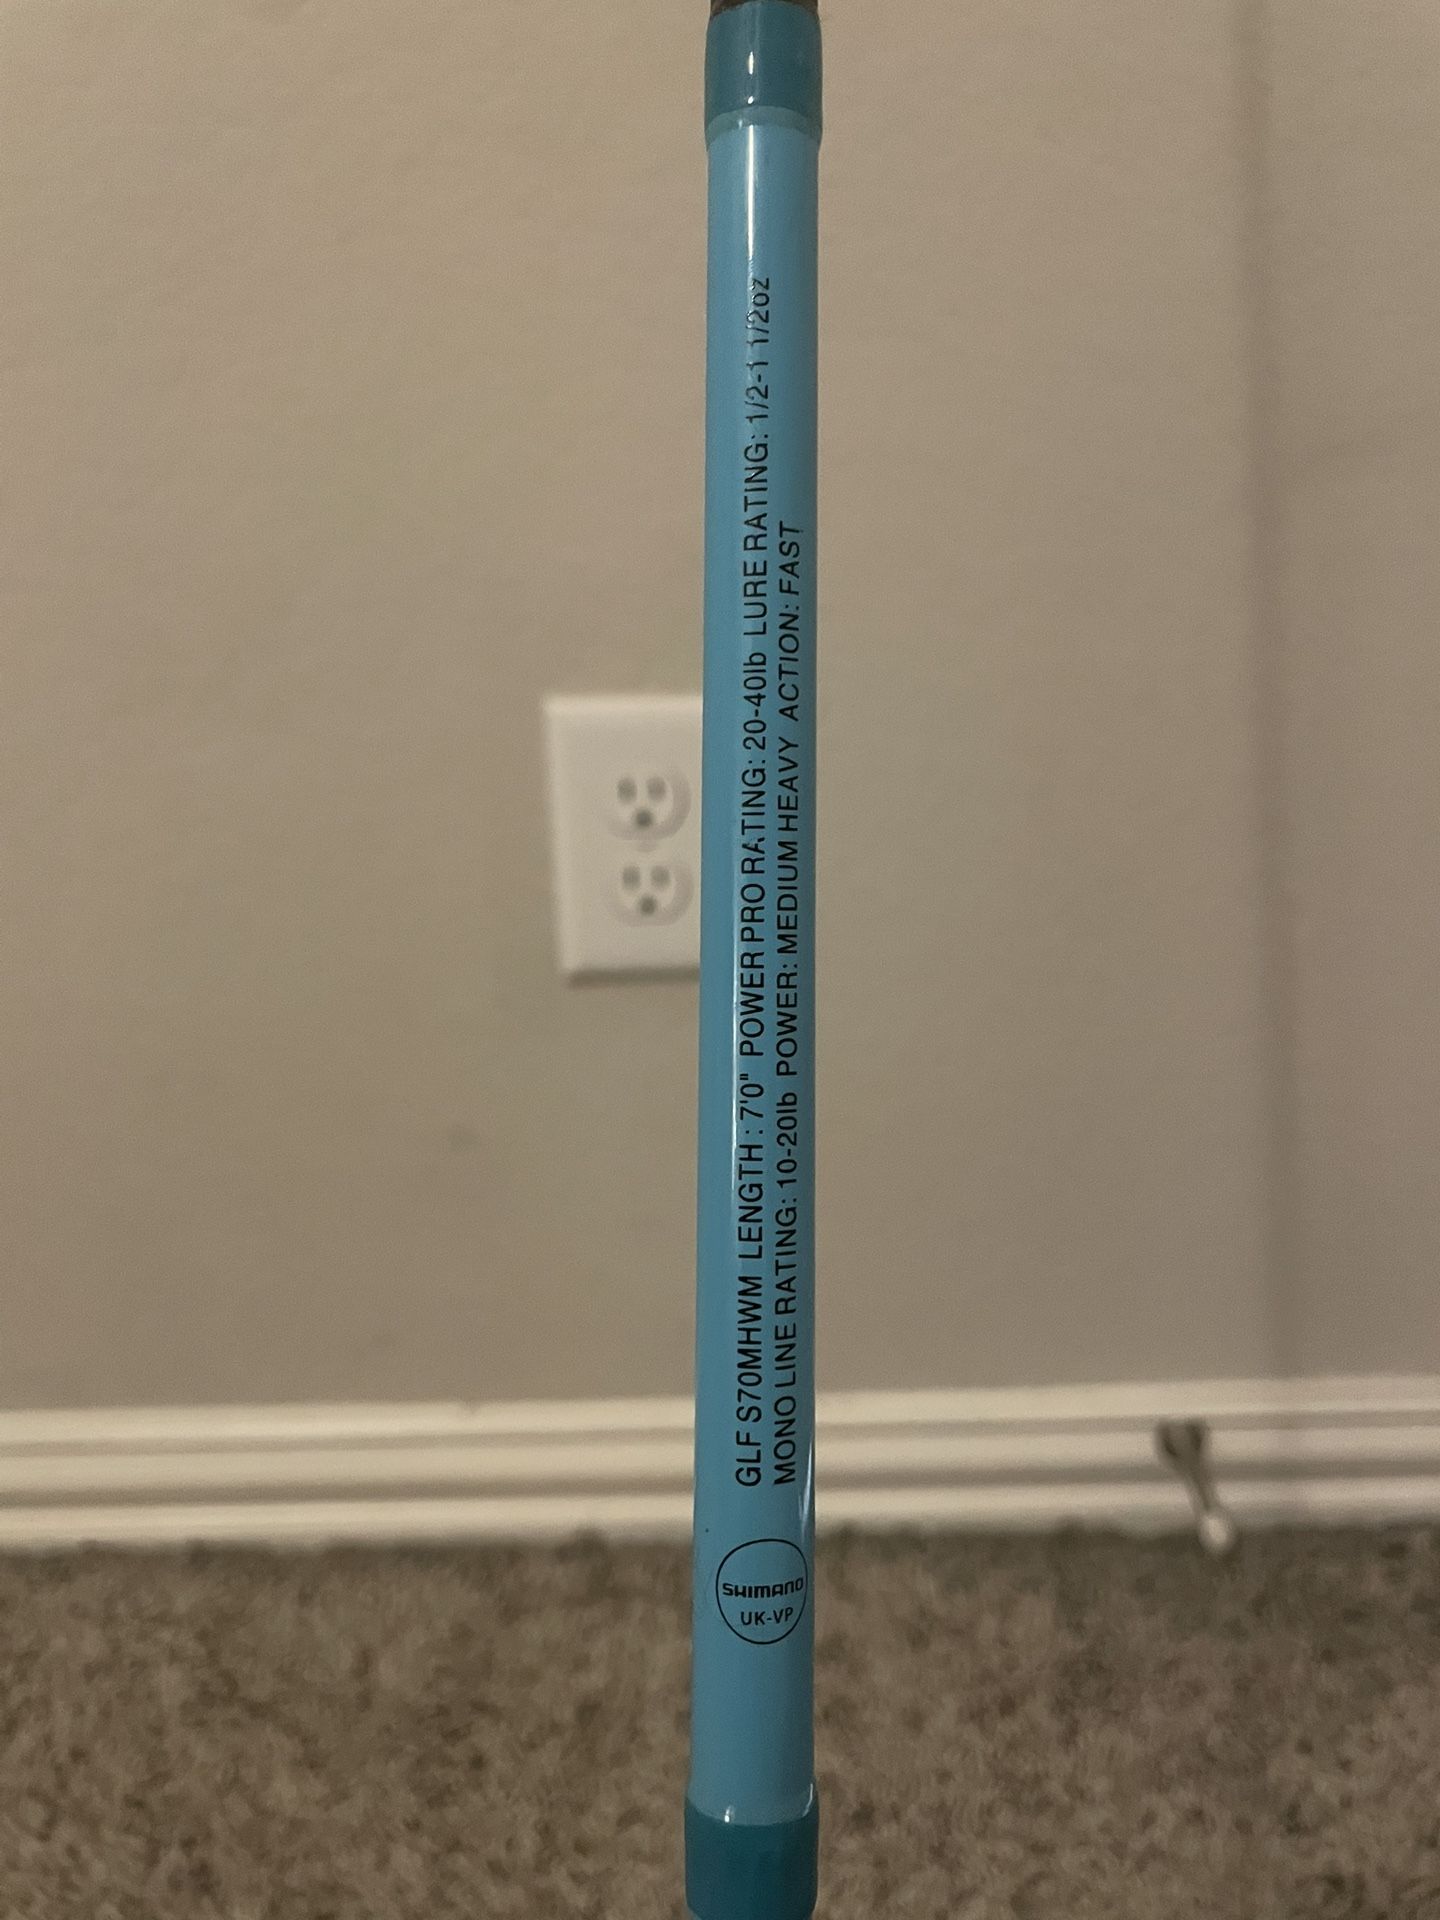 GLF S70MHWM LENGTH : 7'0" POWER PRO RATING: 20-40lb LURE RATING: 1/2-1 1/2oz
MONO LINE RATING: 10-20lb POWER: MEDIUM HEAVY ACTION: FAST
SHIMANO
UK-VP